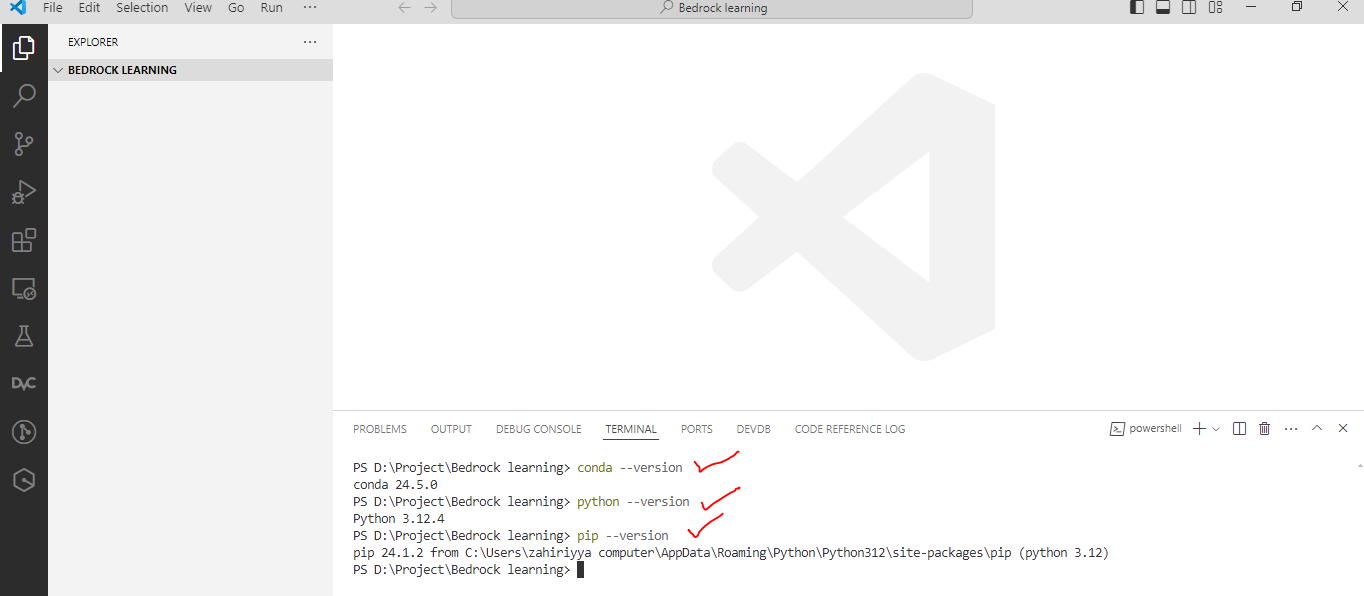 File Edit Selection View Go Run ···
Bedrock learning
EXPLORER ···
BEDROCK LEARNING
DVC
PROBLEMS OUTPUT DEBUG CONSOLE TERMINAL PORTS DEVDB CODE REFERENCE LOG powershell
PS D:\Project\Bedrock learning> conda --version
conda 24.5.0
PS D:\Project\Bedrock learning> python --version
Python 3.12.4
PS D:\Project\Bedrock learning> pip --version
pip 24.1.2 from C:\Users\zahiriyya computer\AppData\Roaming\Python\Python312\site-packages\pip (python 3.12)
PS D:\Project\Bedrock learning>